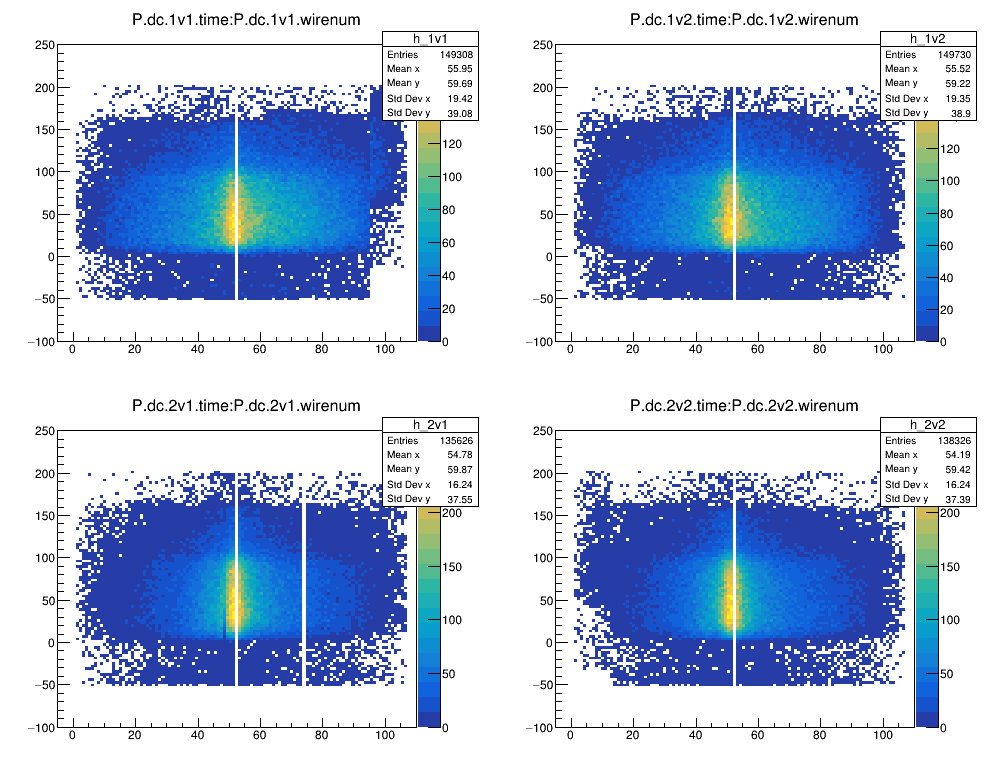 P.dc.1v1.time:P.dc.1v1.wirenum
h_1v1
Entries 149308
Mean x 55.95
Mean y 59.69
Std Dev x 19.42
Std Dev y 39.08
250
200
150
100
50
0
−50
−100
0 20 40 60 80 100
120
100
80
60
40
20
0
P.dc.1v2.time:P.dc.1v2.wirenum
h_1v2
Entries 149730
Mean x 55.52
Mean y 59.22
Std Dev x 19.35
Std Dev y 38.9
250
200
150
100
50
0
−50
−100
0 20 40 60 80 100
120
100
80
60
40
20
0
P.dc.2v1.time:P.dc.2v1.wirenum
h_2v1
Entries 135626
Mean x 54.78
Mean y 59.87
Std Dev x 16.24
Std Dev y 37.55
250
200
150
100
50
0
−50
−100
0 20 40 60 80 100
200
150
100
50
0
P.dc.2v2.time:P.dc.2v2.wirenum
h_2v2
Entries 138326
Mean x 54.19
Mean y 59.42
Std Dev x 16.24
Std Dev y 37.39
250
200
150
100
50
0
−50
−100
0 20 40 60 80 100
200
150
100
50
0